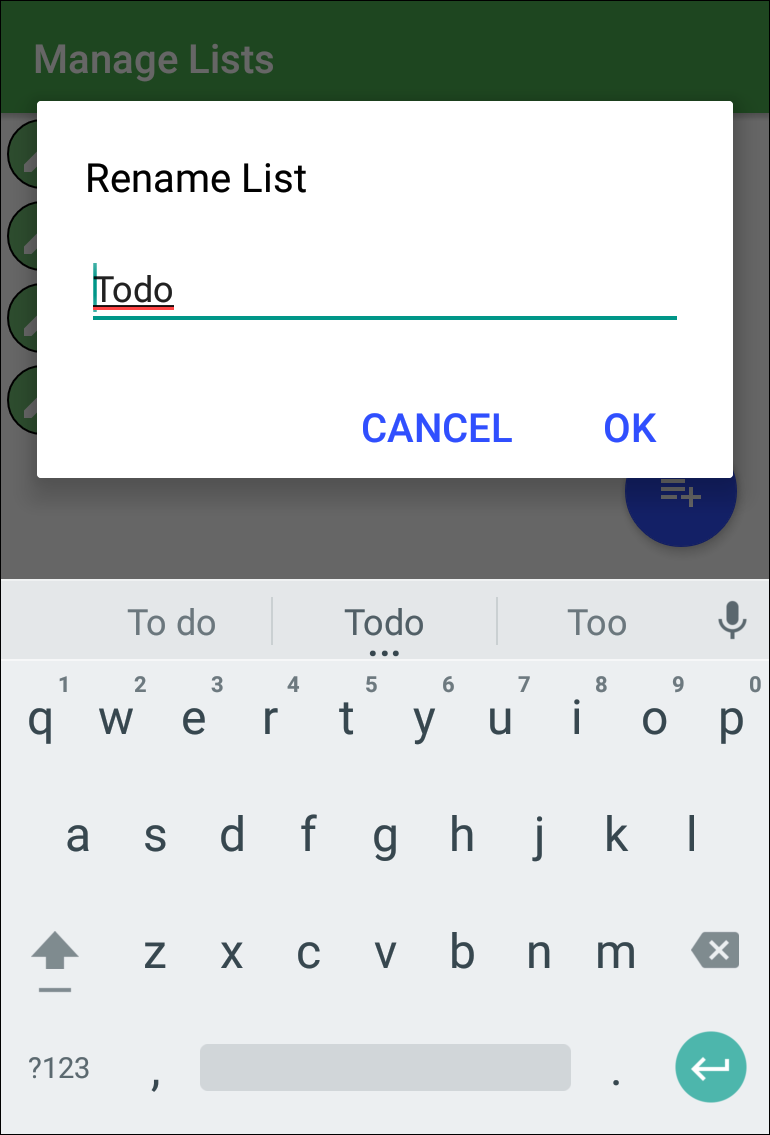 Manage Lists
Rename List
Todo
CANCEL OK
To do Todo Too
...
1 2 3 4 5 6 7 8 9 0
q w e r t y u i o p
a s d f g h j k l
z x c v b n m
?123 , .